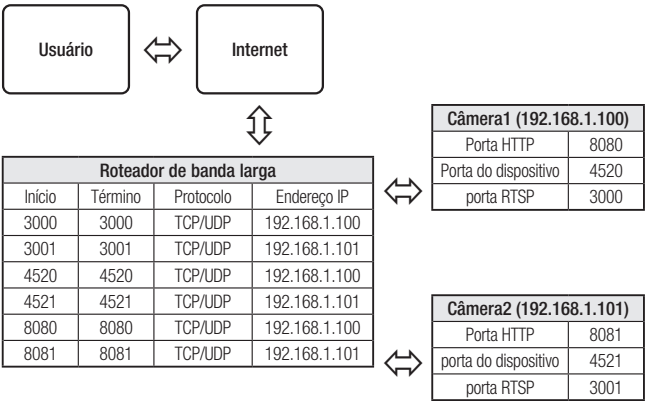 Usuário
Internet
Roteador de banda larga
Início Término Protocolo Endereço IP
3000 3000 TCP/UDP 192.168.1.100
3001 3001 TCP/UDP 192.168.1.101
4520 4520 TCP/UDP 192.168.1.100
4521 4521 TCP/UDP 192.168.1.101
8080 8080 TCP/UDP 192.168.1.100
8081 8081 TCP/UDP 192.168.1.101
Câmera1 (192.168.1.100)
Porta HTTP 8080
Porta do dispositivo 4520
porta RTSP 3000
Câmera2 (192.168.1.101)
Porta HTTP 8081
porta do dispositivo 4521
porta RTSP 3001